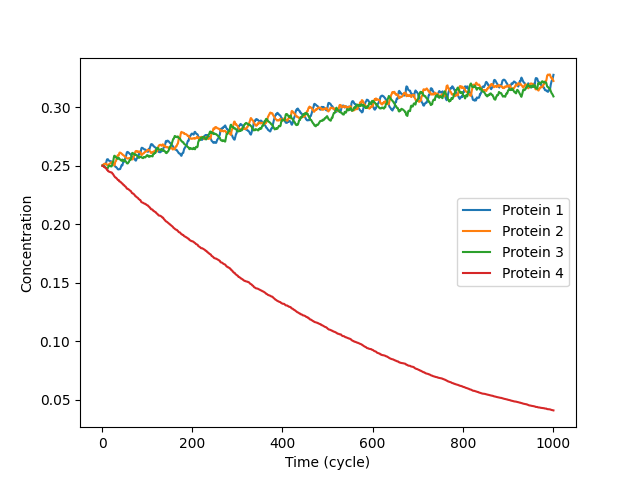 0.30
0.25
0.20
0.15
0.10
0.05
Concentration
Protein 1
Protein 2
Protein 3
Protein 4
0 200 400 600 800 1000
Time (cycle)